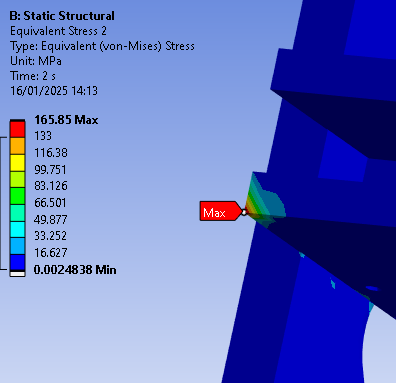 B: Static Structural
Equivalent Stress 2
Type: Equivalent (von-Mises) Stress
Unit: MPa
Time: 2 s
16/01/2025 14:13
165.85 Max
133
116.38
99.751
83.126
66.501
49.877
33.252
16.627
0.0024838 Min
Max